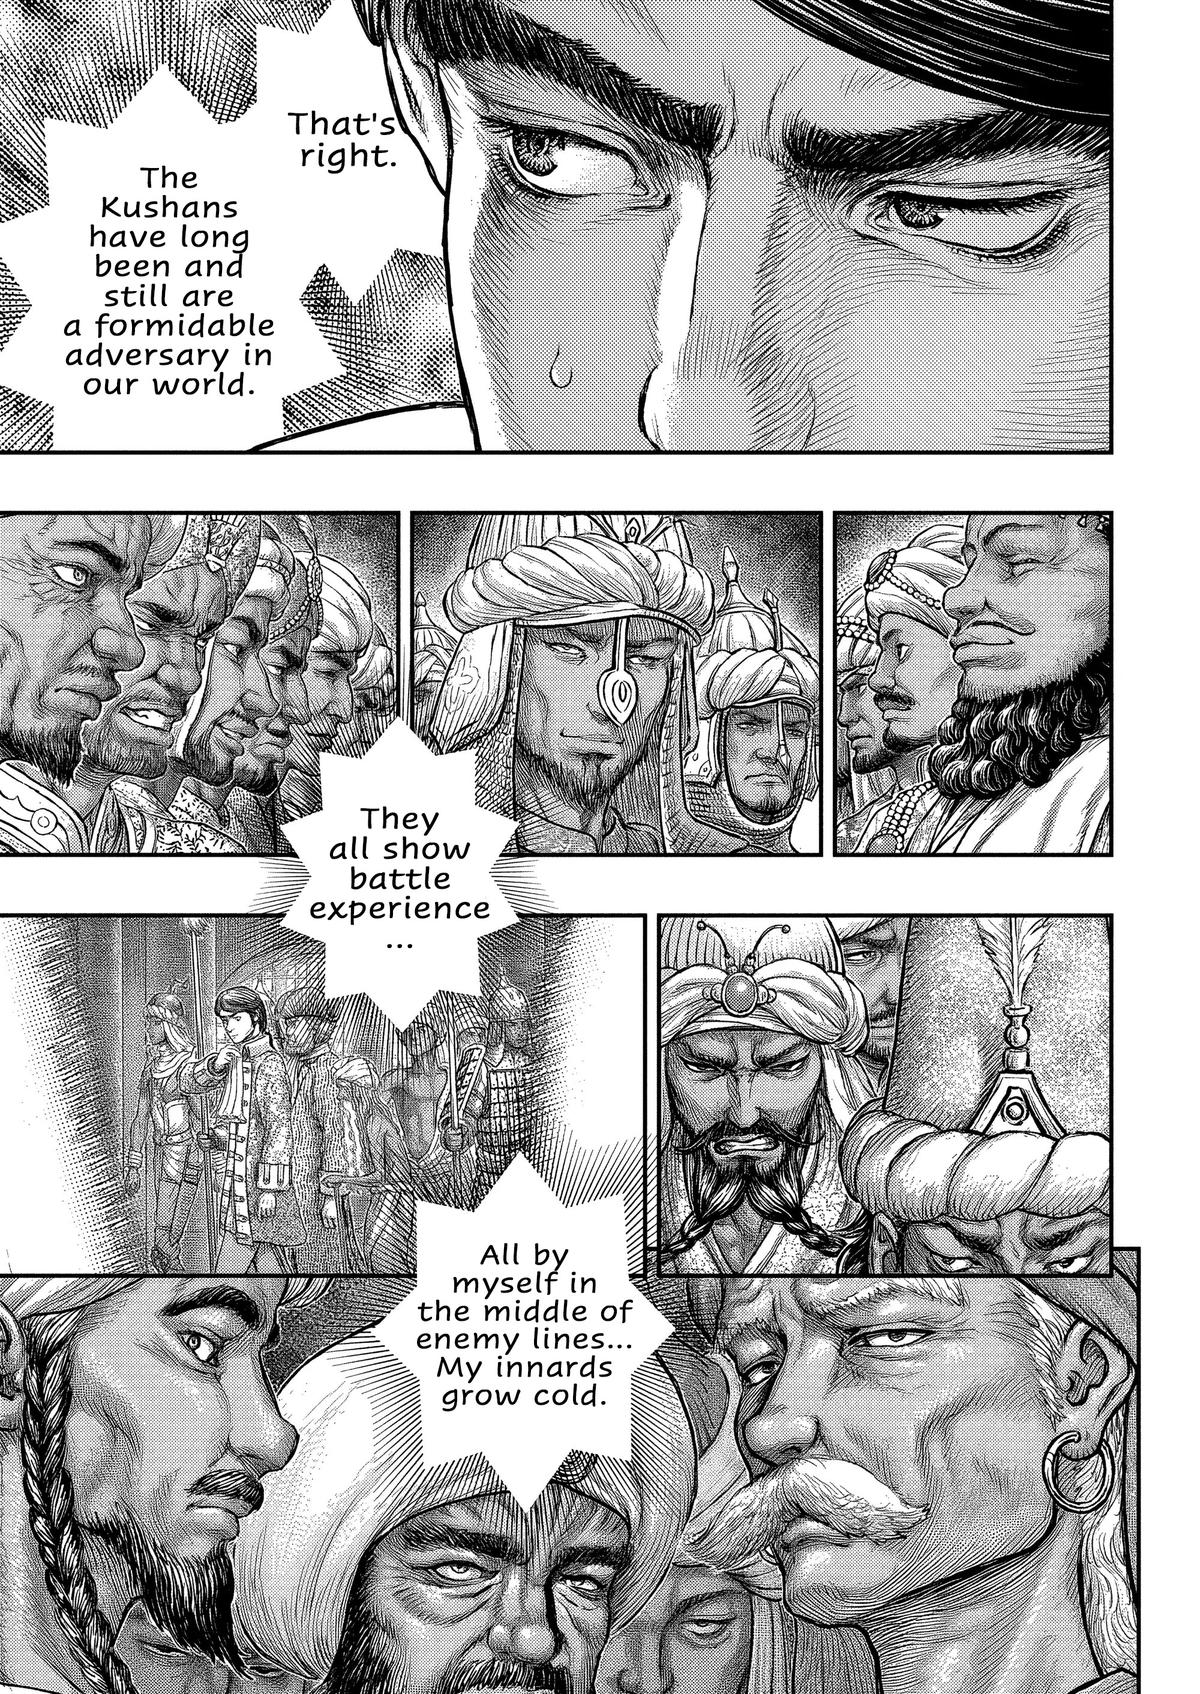 That's
right.
The
Kushans
have long
been and
still are
a formidable
adversary in
our world.
They
all show
battle
experience
...
All by
myself in
the middle of
enemy lines...
My innards
grow cold.